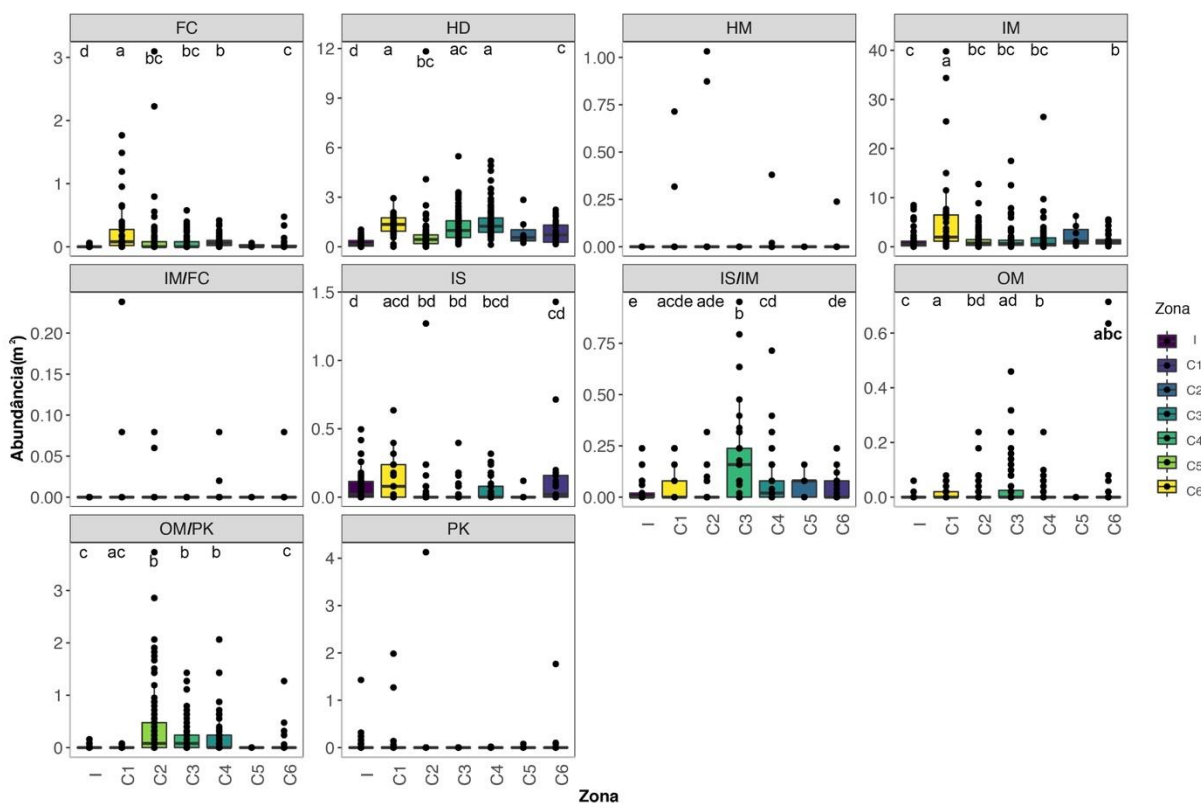 FC HD HM IM
d a bc bc b c
d a bc ac a c
c a bc bc bc b
3
2
1
0
12
9
6
3
0
1.00
0.75
0.50
0.25
0.00
40
30
20
10
0
IM/FC IS IS/IM OM
d acd bd bd bcd cd
e acde ade b cd de
c a bd ad b abc
0.20
0.15
0.10
0.05
0.00
1.5
1.0
0.5
0.0
0.75
0.50
0.25
0.00
0.6
0.4
0.2
0.0
I C1 C2 C3 C4 C5 C6
I C1 C2 C3 C4 C5 C6
OM/PK PK
c ac b b b c
3
2
1
0
4
3
2
1
0
I C1 C2 C3 C4 C5 C6
I C1 C2 C3 C4 C5 C6
Abundância(m²)
Zona
Zona
I
C1
C2
C3
C4
C5
C6